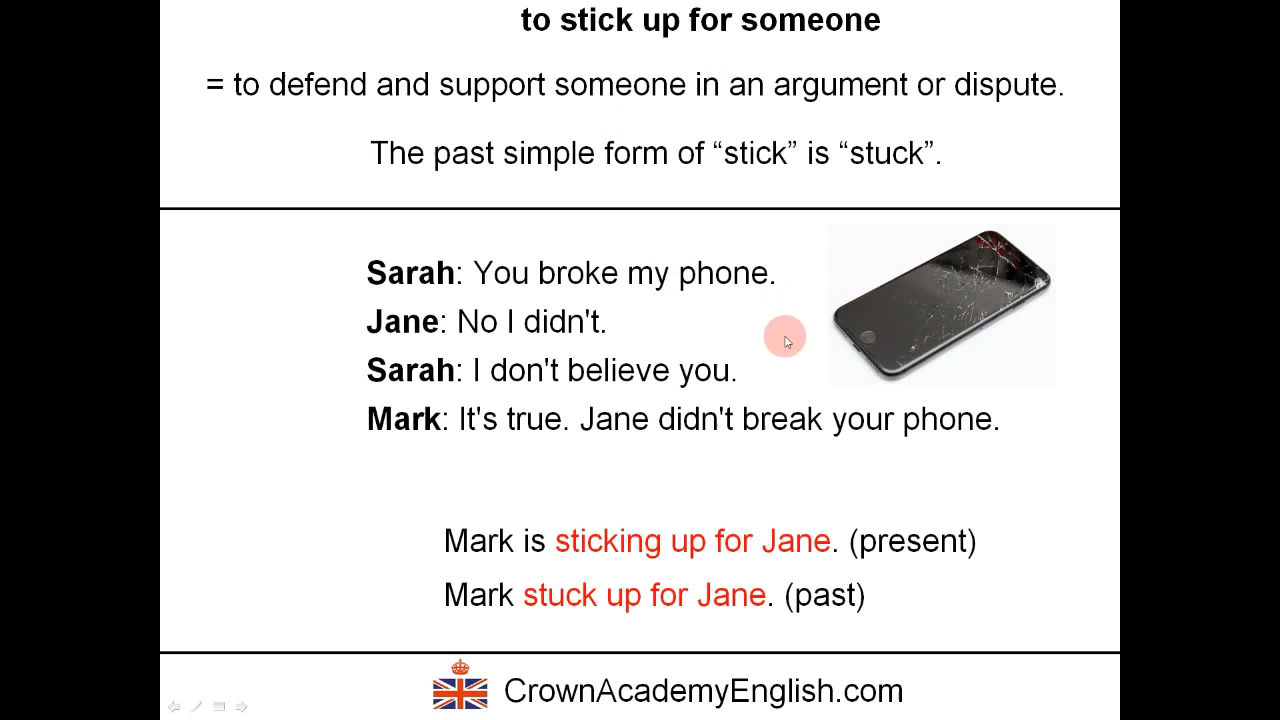 to stick up for someone
= to defend and support someone in an argument or dispute.
The past simple form of “stick” is “stuck”.
Sarah: You broke my phone.
Jane: No I didn't.
Sarah: I don't believe you.
Mark: It's true. Jane didn't break your phone.
Mark is sticking up for Jane. (present)
Mark stuck up for Jane. (past)
CrownAcademyEnglish.com